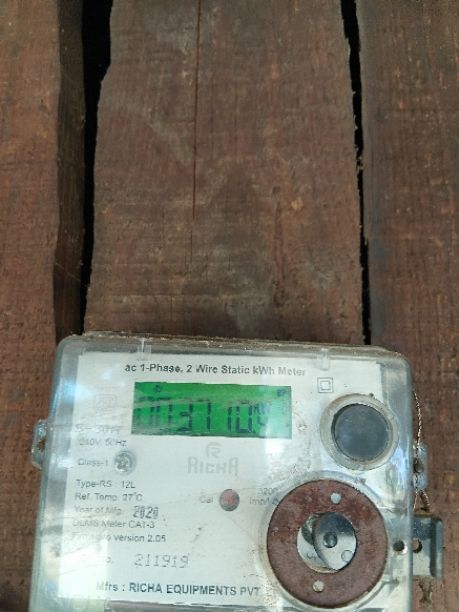 ac 1-Phase, 2 Wire Static kWh Meter
240V, 50Hz
Class-1
RICHA
Type-RS : 12L
Ref. Temp. 27°C
Cal
3200
Year of Mfg. 2020
DLMS Meter CAT-3
version 2.05
211919
Mfrs : RICHA EQUIPMENTS PVT